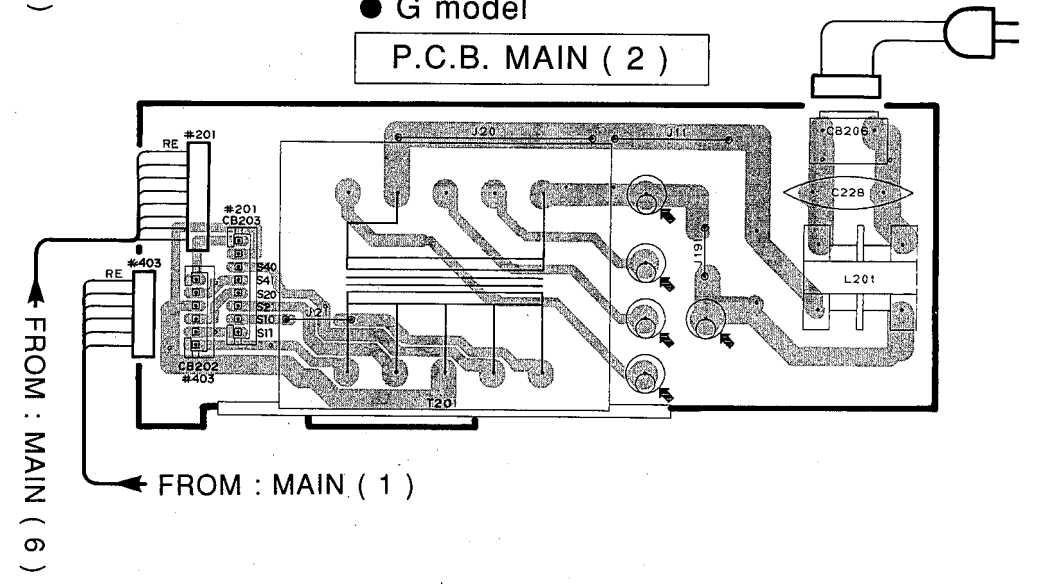 ● G model
P.C.B. MAIN ( 2 )
#201
RE
J20
J11
CB206
#201
CB203
C228
#403
RE
S40
S41
S20
S21
S10
S11
J21
J19
L201
CB202
#403
T201
FROM : MAIN ( 1 )
FROM : MAIN ( 6 )